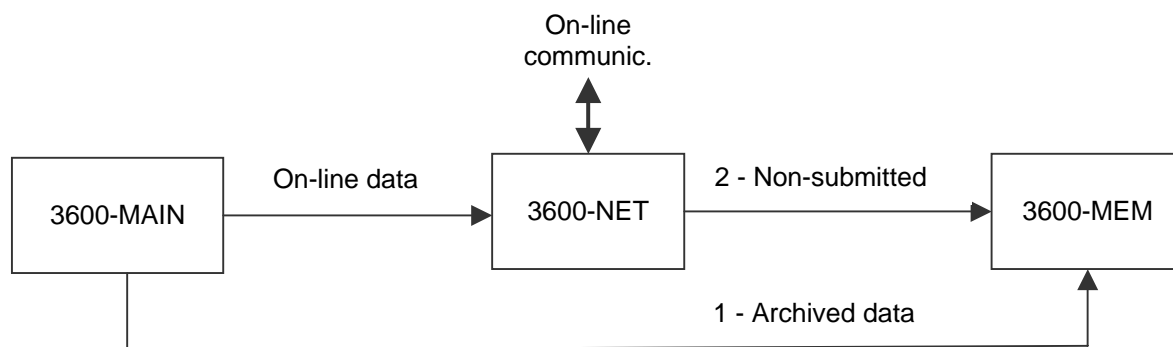 On-line
communic.
On-line data
2 - Non-submitted
3600-MAIN
3600-NET
3600-MEM
1 - Archived data